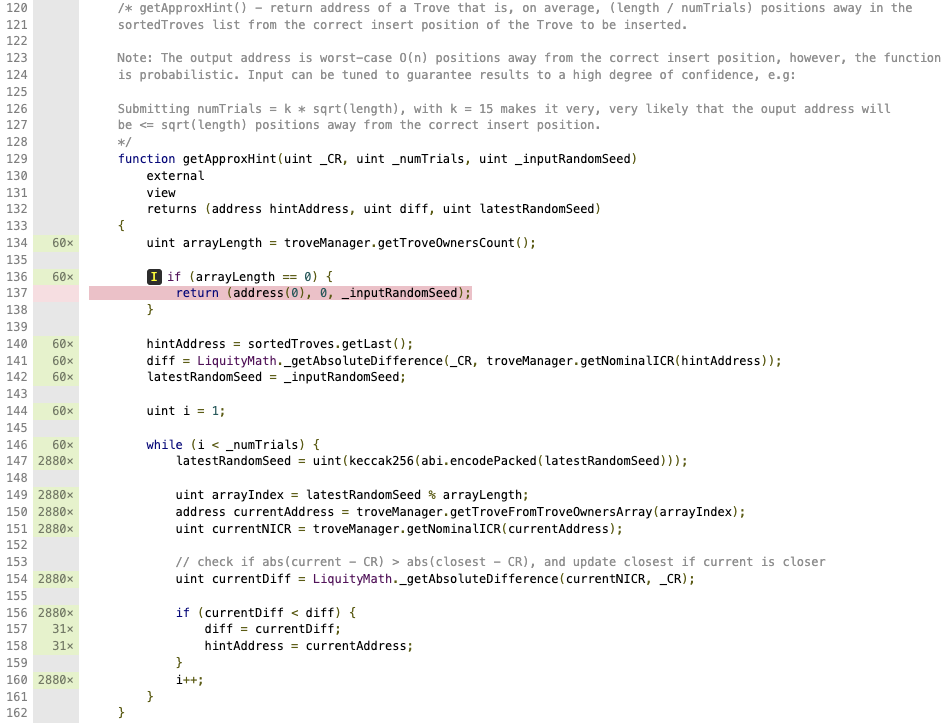 120 /* getApproxHint() - return address of a Trove that is, on average, (length / numTrials) positions away in the
121 sortedTroves list from the correct insert position of the Trove to be inserted.
122
123 Note: The output address is worst-case O(n) positions away from the correct insert position, however, the function
124 is probabilistic. Input can be tuned to guarantee results to a high degree of confidence, e.g:
125
126 Submitting numTrials = k * sqrt(length), with k = 15 makes it very, very likely that the ouput address will
127 be <= sqrt(length) positions away from the correct insert position.
128 */
129 function getApproxHint(uint _CR, uint _numTrials, uint _inputRandomSeed)
130 external
131 view
132 returns (address hintAddress, uint diff, uint latestRandomSeed)
133 {
134 60× uint arrayLength = troveManager.getTroveOwnersCount();
135
136 60× I if (arrayLength == 0) {
137 return (address(0), 0, _inputRandomSeed);
138 }
139
140 60× hintAddress = sortedTroves.getLast();
141 60× diff = LiquityMath._getAbsoluteDifference(_CR, troveManager.getNominalICR(hintAddress));
142 60× latestRandomSeed = _inputRandomSeed;
143
144 60× uint i = 1;
145
146 60× while (i < _numTrials) {
147 2880× latestRandomSeed = uint(keccak256(abi.encodePacked(latestRandomSeed)));
148
149 2880× uint arrayIndex = latestRandomSeed % arrayLength;
150 2880× address currentAddress = troveManager.getTroveFromTroveOwnersArray(arrayIndex);
151 2880× uint currentNICR = troveManager.getNominalICR(currentAddress);
152
153 // check if abs(current - CR) > abs(closest - CR), and update closest if current is closer
154 2880× uint currentDiff = LiquityMath._getAbsoluteDifference(currentNICR, _CR);
155
156 2880× if (currentDiff < diff) {
157 31× diff = currentDiff;
158 31× hintAddress = currentAddress;
159 }
160 2880× i++;
161 }
162 }